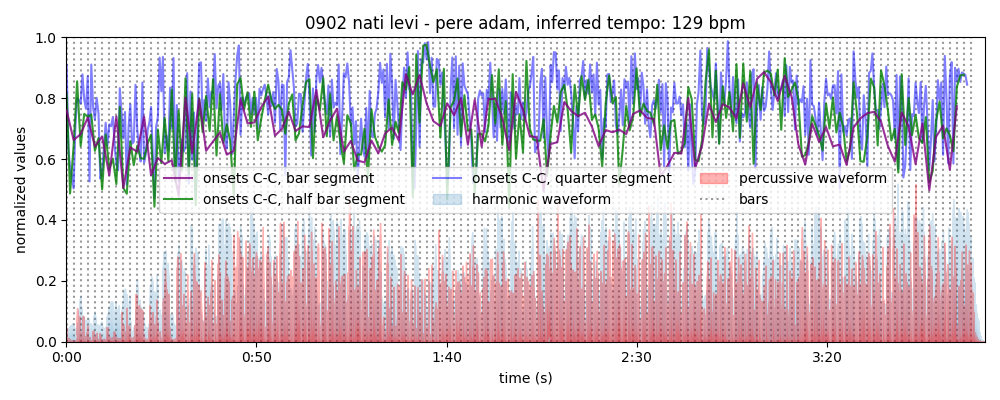 0902 nati levi - pere adam, inferred tempo: 129 bpm
1.0
0.8
0.6
0.4
0.2
0.0
normalized values
onsets C-C, bar segment
onsets C-C, half bar segment
onsets C-C, quarter segment
harmonic waveform
percussive waveform
bars
0:00
0:50
1:40
2:30
3:20
time (s)